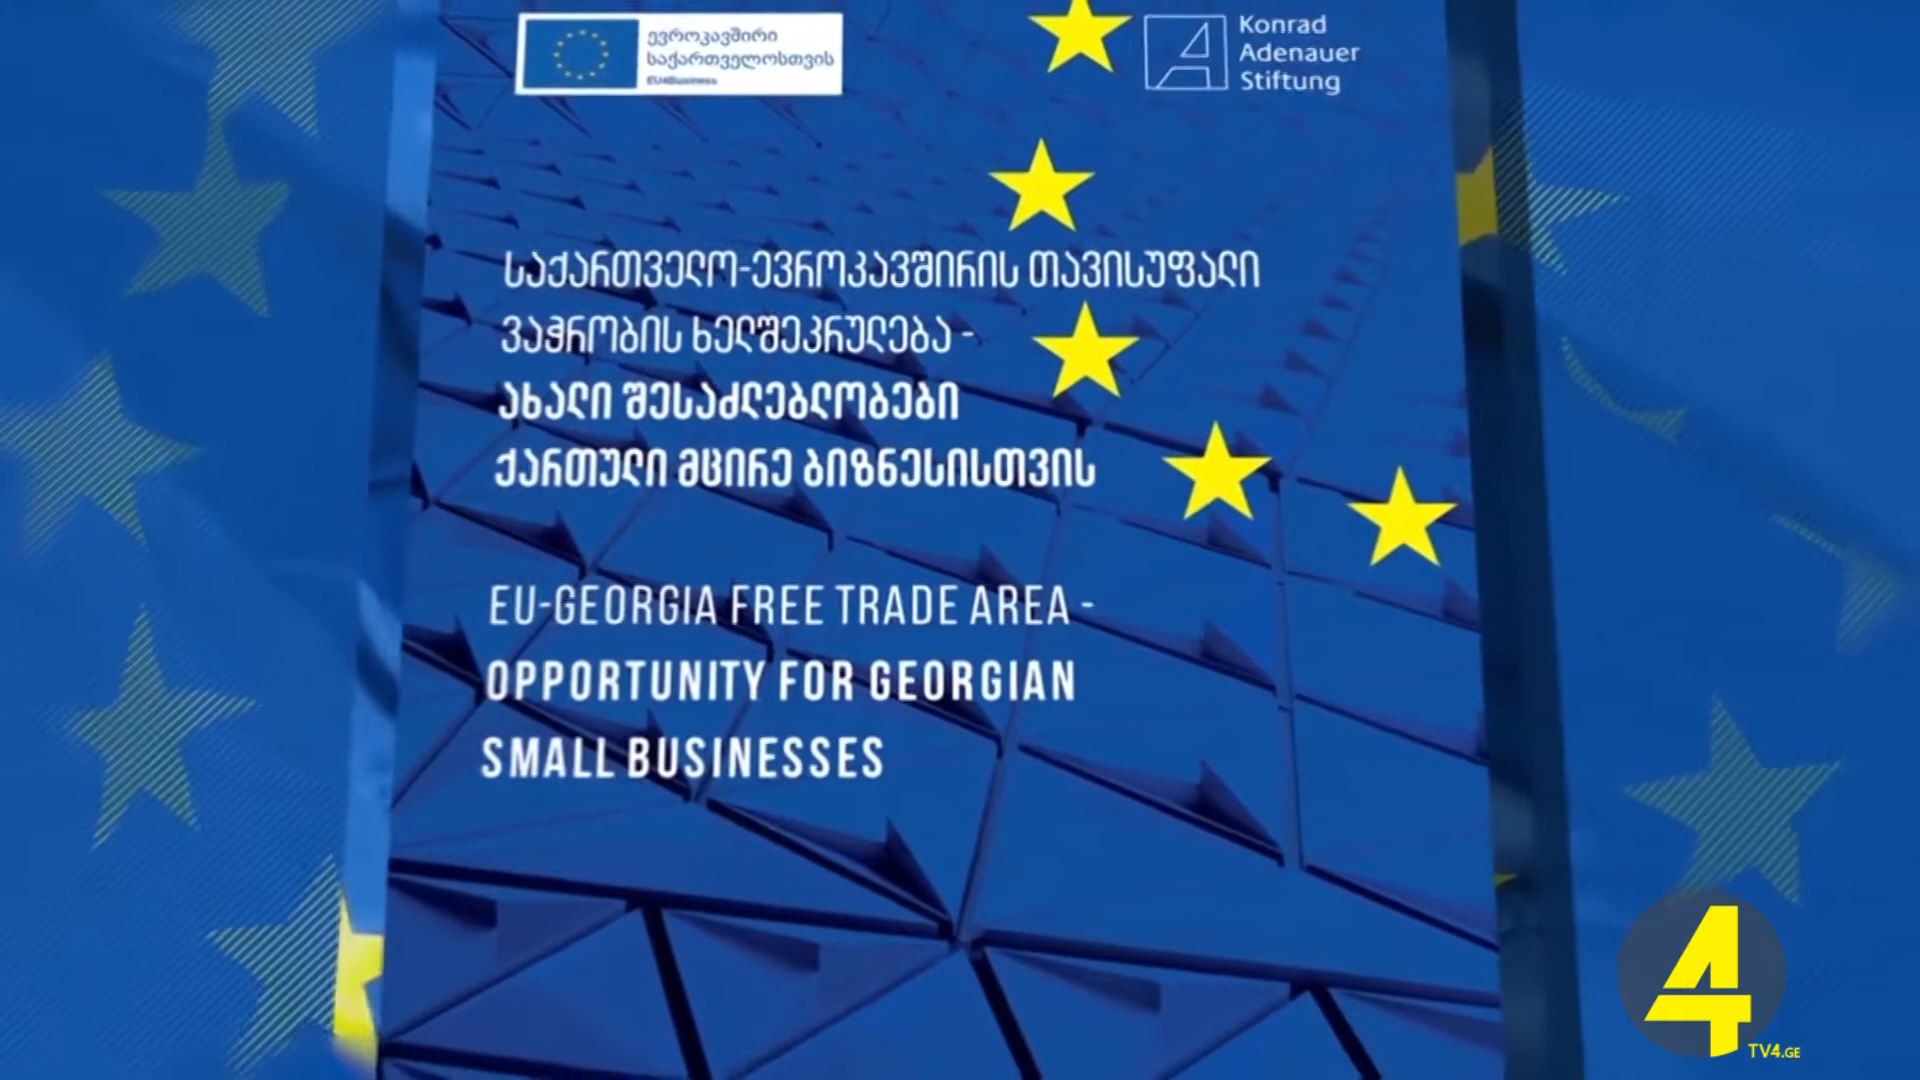 ევროკავშირი
საქართველოსთვის
EU4Business
Konrad
Adenauer
Stiftung
საქართველო-ევროკავშირის თავისუფალი
ვაჭრობის ხელშეკრულება -
ახალი შესაძლებლობები
ქართული მცირე ბიზნესისთვის
EU-GEORGIA FREE TRADE AREA -
OPPORTUNITY FOR GEORGIAN
SMALL BUSINESSES
4
TV4.GE